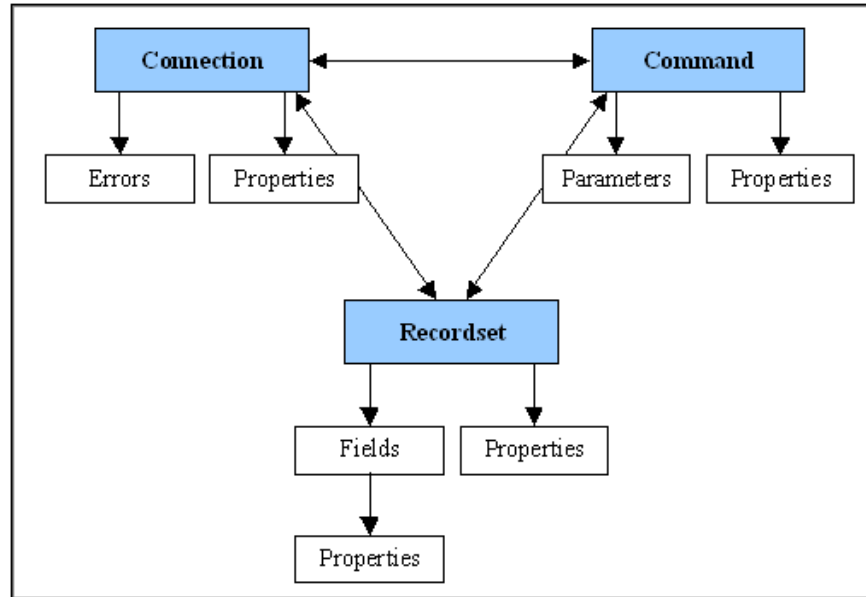 Connection
Command
Errors
Properties
Parameters
Properties
Recordset
Fields
Properties
Properties